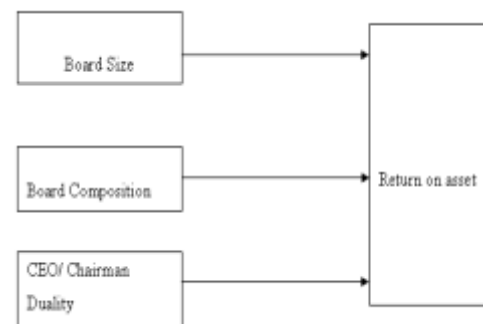 Board Size
Board Composition
Return on asset
CEO/ Chairman
Duality